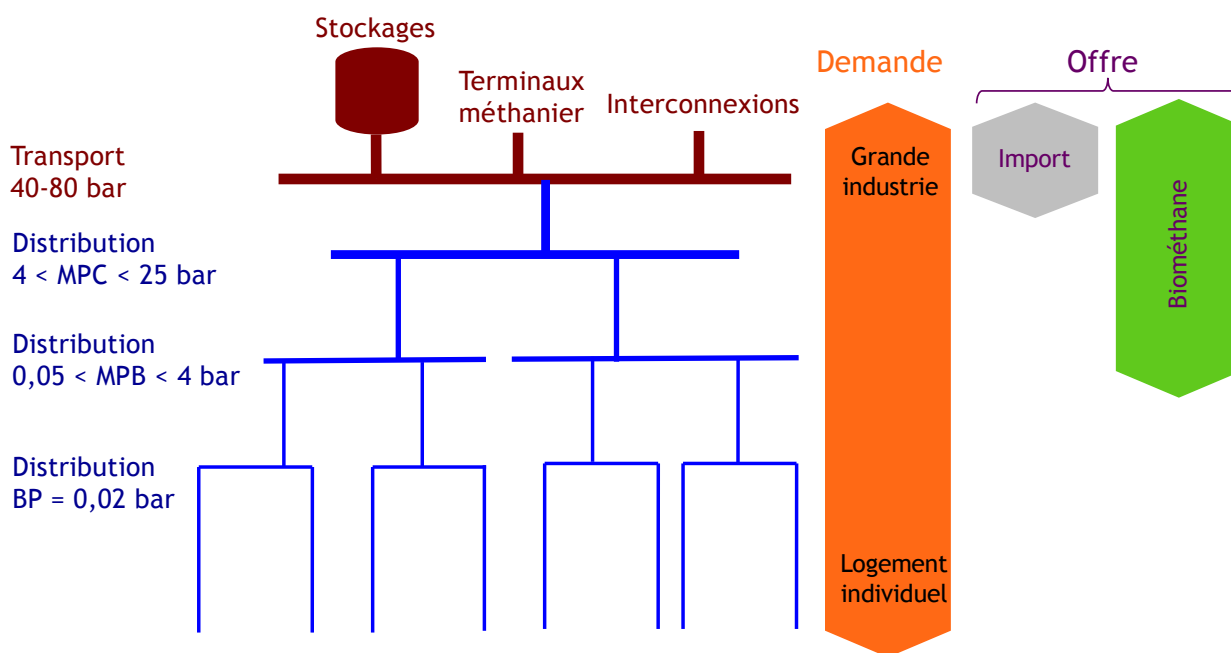 Stockages
Terminaux
méthanier
Interconnexions
Demande
Offre
Transport
40-80 bar
Grande
industrie
Import
Biométhane
Distribution
4 < MPC < 25 bar
Distribution
0,05 < MPB < 4 bar
Distribution
BP = 0,02 bar
Logement
individuel